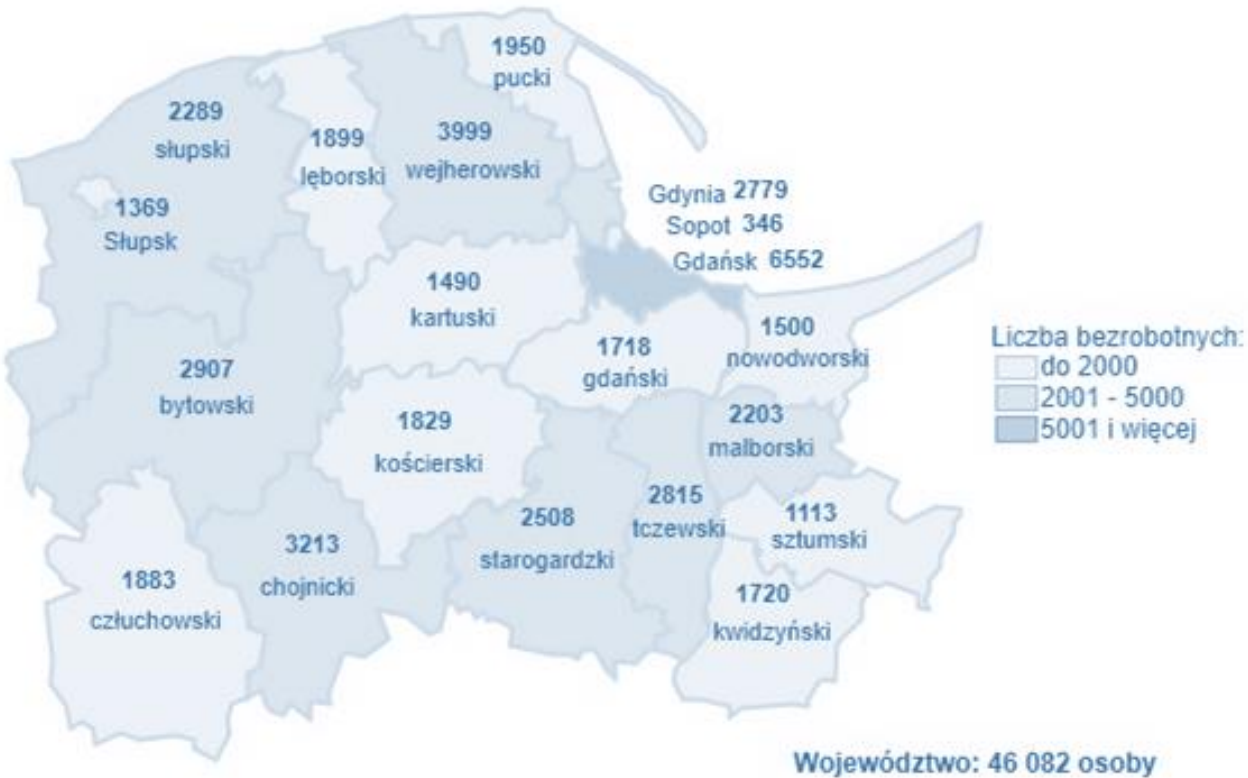 1950
pucki
2289
słupski
1899
lęborski
3999
wejherowski
1369
Słupsk
Gdynia 2779
Sopot 346
Gdańsk 6552
1490
kartuski
1718
gdański
1500
nowodworski
2907
bytowski
1829
kościerski
2203
malborski
2508
starogardzki
2815
tczewski
1113
sztumski
3213
chojnicki
1883
człuchowski
1720
kwidzyński
Liczba bezrobotnych:
do 2000
2001 - 5000
5001 i więcej
Województwo: 46 082 osoby